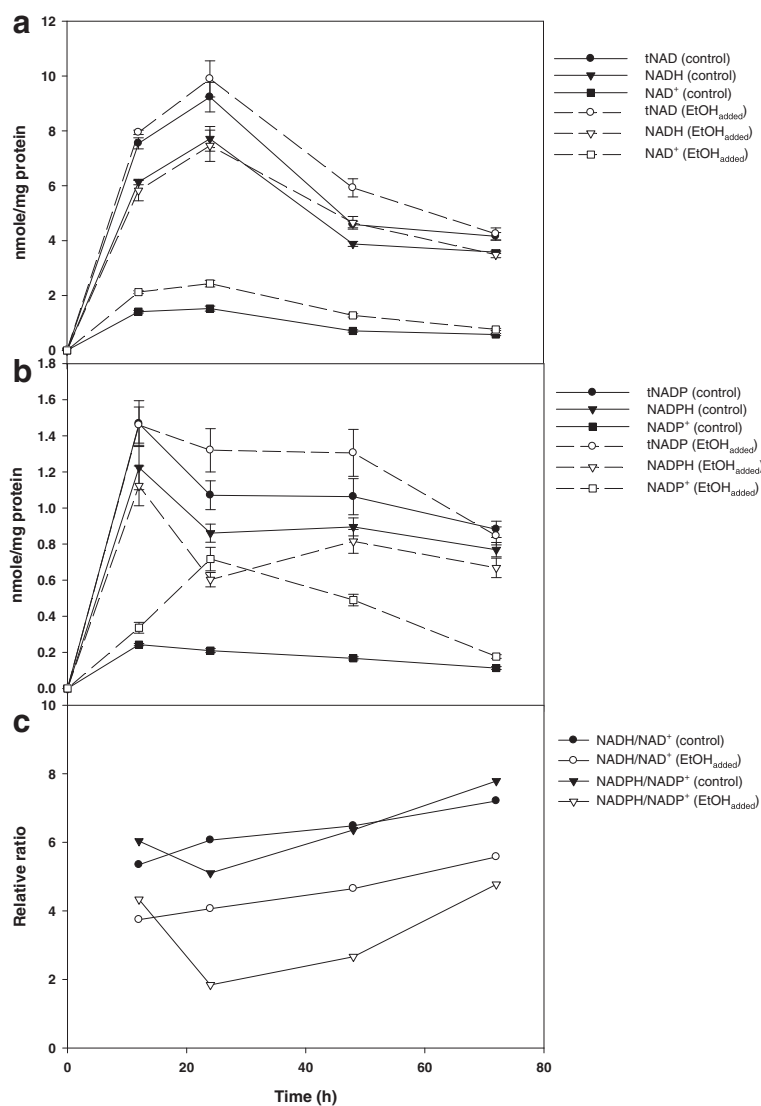 a
12
10
8
6
4
2
0
nmole/mg protein
tNAD (control)
NADH (control)
NAD⁺ (control)
tNAD (EtOHadded)
NADH (EtOHadded)
NAD⁺ (EtOHadded)
b
1.8
1.6
1.4
1.2
1.0
0.8
0.6
0.4
0.2
0.0
nmole/mg protein
tNADP (control)
NADPH (control)
NADP⁺ (control)
tNADP (EtOHadded)
NADPH (EtOHadded)
NADP⁺ (EtOHadded)
c
10
8
6
4
2
0
Relative ratio
NADH/NAD⁺ (control)
NADH/NAD⁺ (EtOHadded)
NADPH/NADP⁺ (control)
NADPH/NADP⁺ (EtOHadded)
0 20 40 60 80
Time (h)